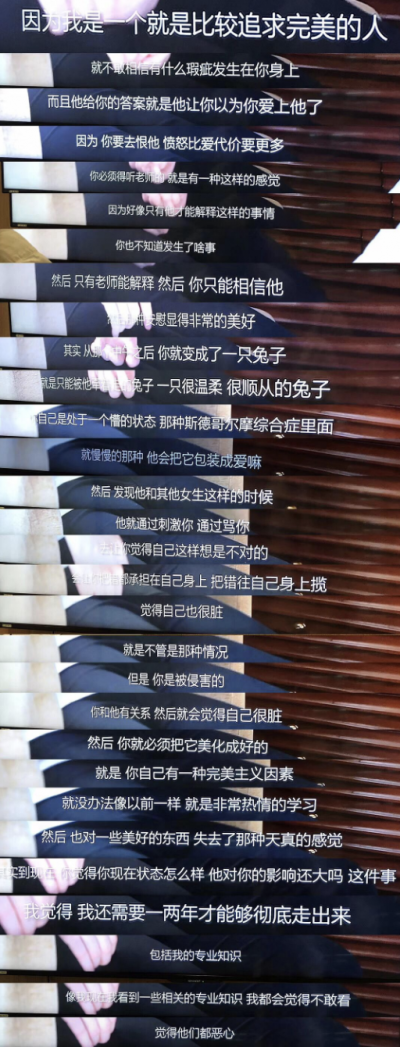 因为我是一个就是比较追求完美的人
就不敢相信有什么瑕疵发生在你身上
而且他给你的答案就是他让你以为你爱上他了
因为 你要去恨他 愤怒比爱代价要更多
你必须得听老师的 就是有一种这样的感觉
因为好像只有他才能解释这样的事情
你也不知道发生了啥事
然后 只有老师能解释 然后 你只能相信他
安慰显得非常的美好
其实 从 之后 你就变成了一只兔子
就是只能被他 兔子 一只很温柔 很顺从的兔子
自己是处于一个懵的状态 那种斯德哥尔摩综合症里面
就慢慢的那种 他会把它包装成爱嘛
然后 发现他和其他女生这样的时候
他就通过刺激你 通过骂你
去让你觉得自己这样想是不对的
都承担在自己身上 把错往自己身上揽
觉得自己也很脏
就是不管是那种情况
但是 你是被侵害的
你和他有关系 然后就会觉得自己很脏
然后 你就必须把它美化成好的
就是 你自己有一种完美主义因素
就没办法像以前一样 就是非常热情的学习
然后 也对一些美好的东西 失去了那种天真的感觉
到现在 你觉得你现在状态怎么样 他对你的影响还大吗 这件事
我觉得 我还需要一两年才能够彻底走出来
包括我的专业知识
像我现在我看到一些相关的专业知识 我都会觉得不敢看
觉得他们都恶心